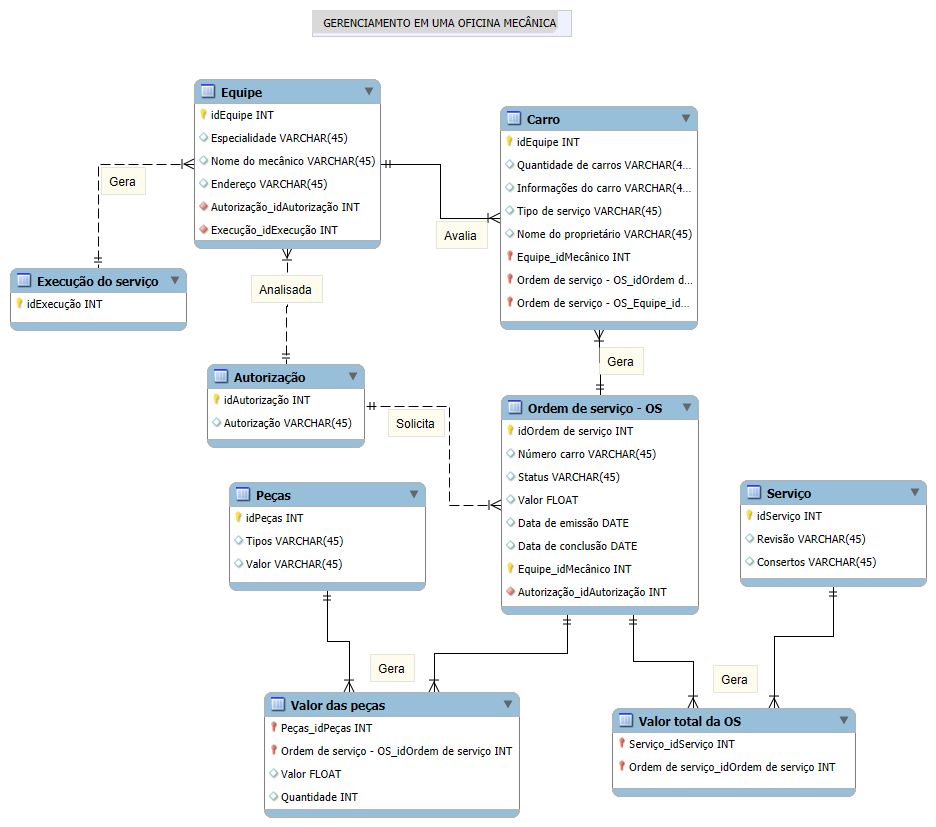 GERENCIAMENTO EM UMA OFICINA MECÂNICA
Equipe
idEquipe INT
Especialidade VARCHAR(45)
Nome do mecânico VARCHAR(45)
Endereço VARCHAR(45)
Autorização_idAutorização INT
Execução_idExecução INT
Carro
idEquipe INT
Quantidade de carros VARCHAR(4...
Informações do carro VARCHAR(4...
Tipo de serviço VARCHAR(45)
Nome do proprietário VARCHAR(45)
Equipe_idMecânico INT
Ordem de serviço - OS_idOrdem d...
Ordem de serviço - OS_Equipe_id...
Gera
Avalia
Execução do serviço
idExecução INT
Analisada
Gera
Autorização
idAutorização INT
Autorização VARCHAR(45)
Solicita
Ordem de serviço - OS
idOrdem de serviço INT
Número carro VARCHAR(45)
Status VARCHAR(45)
Valor FLOAT
Data de emissão DATE
Data de conclusão DATE
Equipe_idMecânico INT
Autorização_idAutorização INT
Peças
idPeças INT
Tipos VARCHAR(45)
Valor VARCHAR(45)
Serviço
idServiço INT
Revisão VARCHAR(45)
Consertos VARCHAR(45)
Gera
Gera
Valor das peças
Peças_idPeças INT
Ordem de serviço - OS_idOrdem de serviço INT
Valor FLOAT
Quantidade INT
Valor total da OS
Serviço_idServiço INT
Ordem de serviço_idOrdem de serviço INT